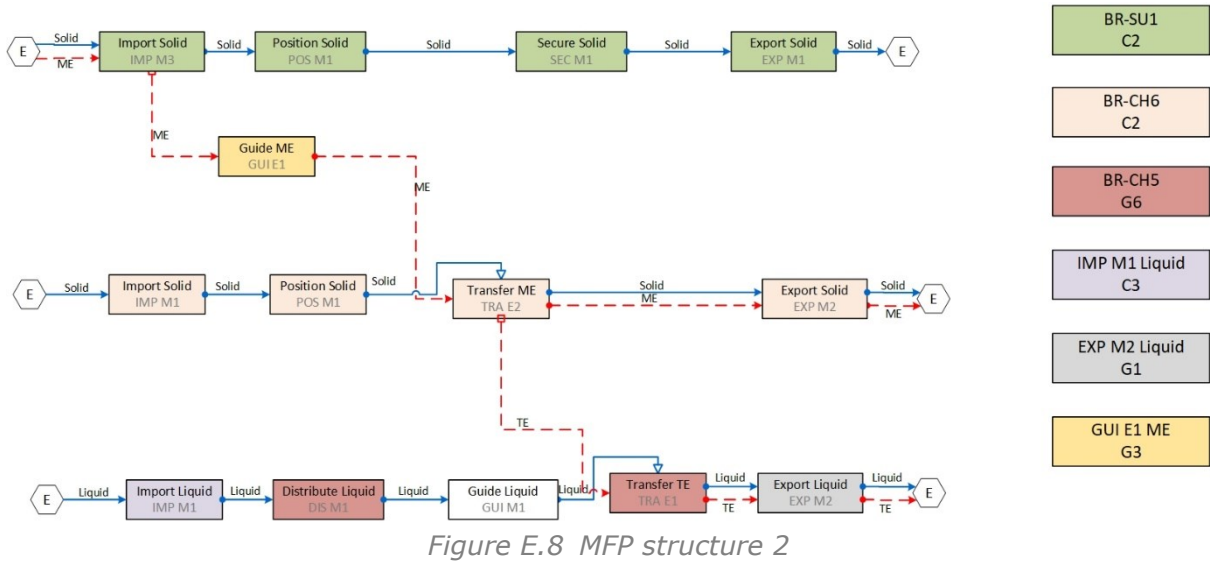 E
Solid
ME
Import Solid
IMP M3
Solid
Position Solid
POS M1
Solid
Secure Solid
SEC M1
Solid
Export Solid
EXP M1
Solid
E
ME
Guide ME
GUI E1
ME
E
Solid
Import Solid
IMP M1
Solid
Position Solid
POS M1
Solid
Transfer ME
TRA E2
Solid
ME
Export Solid
EXP M2
Solid
ME
E
TE
E
Liquid
Import Liquid
IMP M1
Liquid
Distribute Liquid
DIS M1
Liquid
Guide Liquid
GUI M1
Liquid
Transfer TE
TRA E1
Liquid
TE
Export Liquid
EXP M2
Liquid
TE
E
BR-SU1
C2
BR-CH6
C2
BR-CH5
G6
IMP M1 Liquid
C3
EXP M2 Liquid
G1
GUI E1 ME
G3
Figure E.8 MFP structure 2